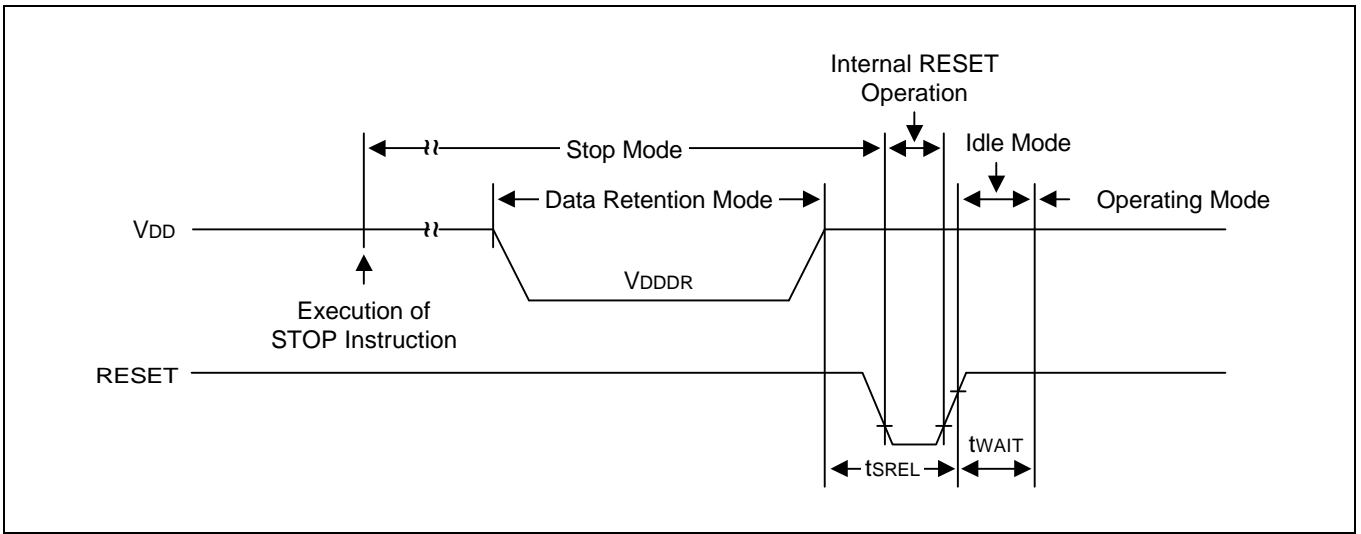 Internal RESET
Operation
Stop Mode
Idle Mode
Data Retention Mode
Operating Mode
VDD
VDDDR
Execution of
STOP Instruction
RESET
tWAIT
tSREL